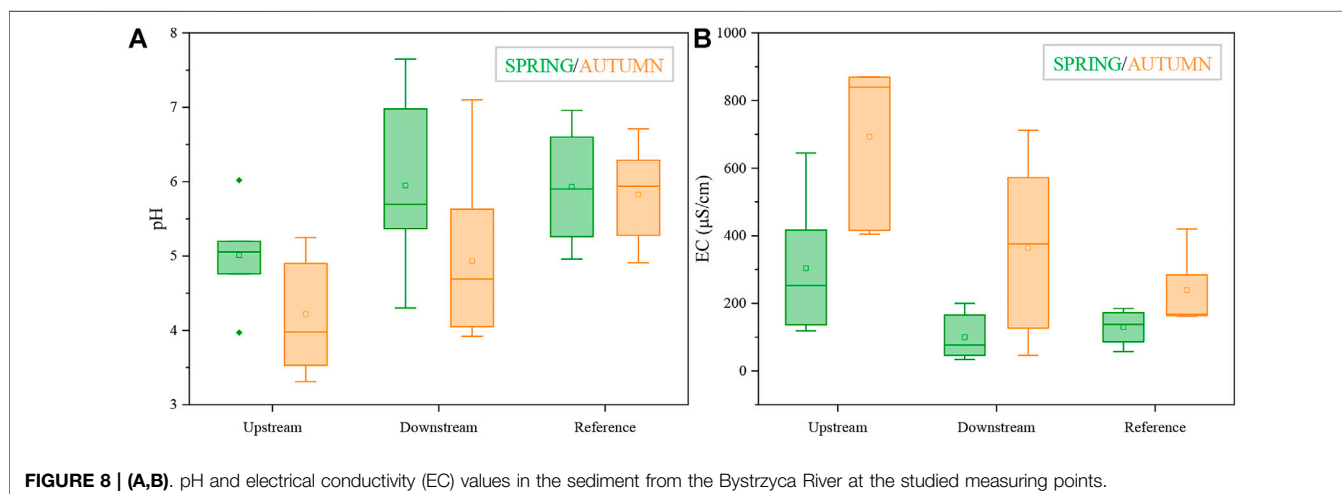 A
8
7
6
5
4
3
pH
SPRING/AUTUMN
Upstream
Downstream
Reference
B
1000
800
600
400
200
0
EC (µS/cm)
SPRING/AUTUMN
Upstream
Downstream
Reference
FIGURE 8 | (A,B). pH and electrical conductivity (EC) values in the sediment from the Bystrzyca River at the studied measuring points.